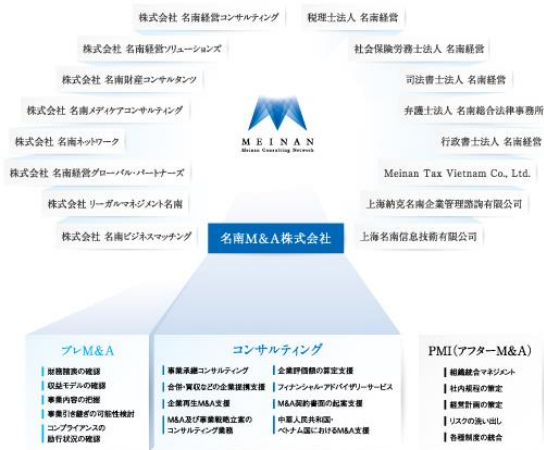 株式会社 名南経営コンサルティング
税理士法人 名南経営
株式会社 名南経営ソリューションズ
社会保険労務士法人 名南経営
株式会社 名南財産コンサルタンツ
司法書士法人 名南経営
株式会社 名南メディケアコンサルティング
弁護士法人 名南総合法律事務所
株式会社 名南ネットワーク
行政書士法人 名南経営
株式会社 名南経営グローバル・パートナーズ
Meinan Tax Vietnam Co., Ltd.
株式会社 リーガルマネジメント名南
上海納克名南企業管理諮詢有限公司
株式会社 名南ビジネスマッチング
上海名南信息技術有限公司
MEINAN
Meinan Consulting Network
名南M&A株式会社
プレM&A
財務諸表の確認
収益モデルの確認
事業内容の把握
事業引き継ぎの可能性検討
コンプライアンスの
励行状況の確認
コンサルティング
事業承継コンサルティング
合併・買収などの企業提携支援
企業再生M&A支援
M&A及び事業戦略立案の
コンサルティング業務
企業評価額の算定支援
フィナンシャル・アドバイザリーサービス
M&A契約書面の起案支援
中華人民共和国・
ベトナム国におけるM&A支援
PMI(アフターM&A)
組織統合マネジメント
社内規程の策定
経営計画の策定
リスクの洗い出し
各種制度の統合